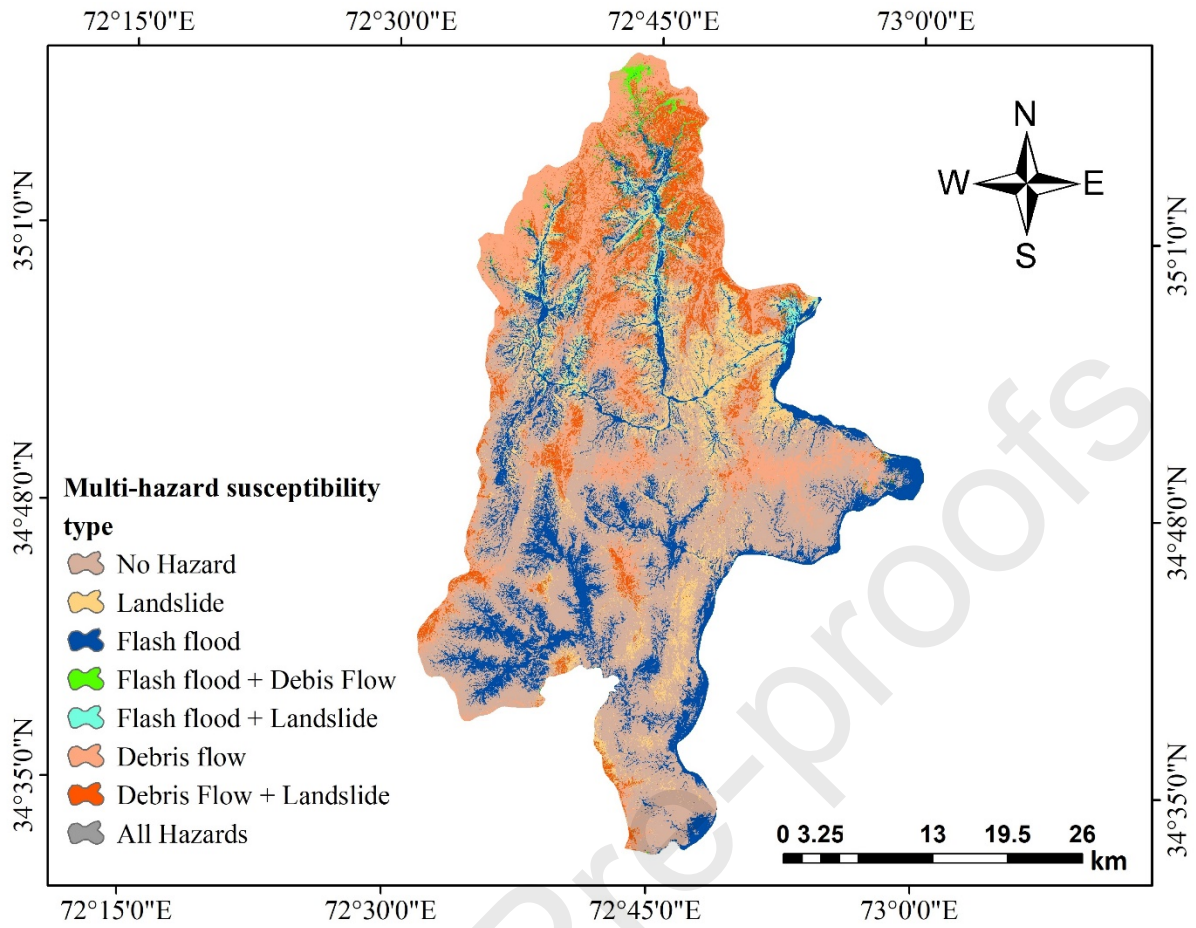 72°15'0"E 72°30'0"E 72°45'0"E 73°0'0"E
N
W E
S
35°1'0"N
35°1'0"N
34°48'0"N
34°48'0"N
34°35'0"N
34°35'0"N
Multi-hazard susceptibility
type
No Hazard
Landslide
Flash flood
Flash flood + Debis Flow
Flash flood + Landslide
Debris flow
Debris Flow + Landslide
All Hazards
0 3.25 13 19.5 26
km
72°15'0"E 72°30'0"E 72°45'0"E 73°0'0"E
Pre-proofs